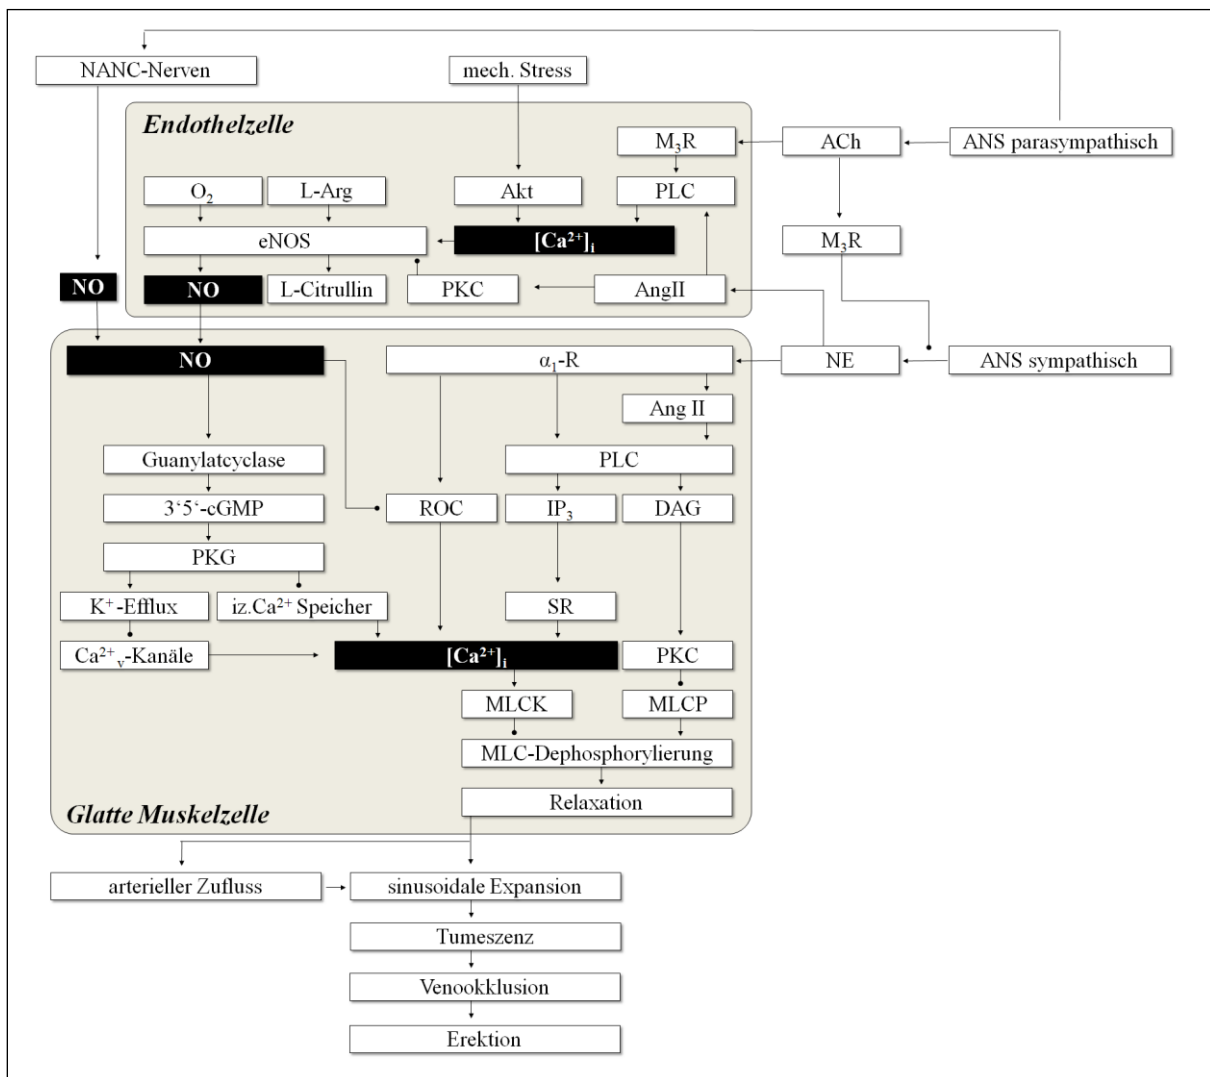 NANC-Nerven
mech. Stress
Endothelzelle
M₃R
ACh
ANS parasympathisch
O₂
L-Arg
Akt
PLC
eNOS
[Ca²⁺]ᵢ
M₃R
NO
NO
L-Citrullin
PKC
AngII
NO
α₁-R
NE
ANS sympathisch
Ang II
Guanylatcyclase
PLC
3‘5‘-cGMP
ROC
IP₃
DAG
PKG
K⁺-Efflux
iz.Ca²⁺ Speicher
SR
Ca²⁺ᵥ-Kanäle
[Ca²⁺]ᵢ
PKC
MLCK
MLCP
MLC-Dephosphorylierung
Relaxation
Glatte Muskelzelle
arterieller Zufluss
sinusoidale Expansion
Tumeszenz
Venookklusion
Erektion